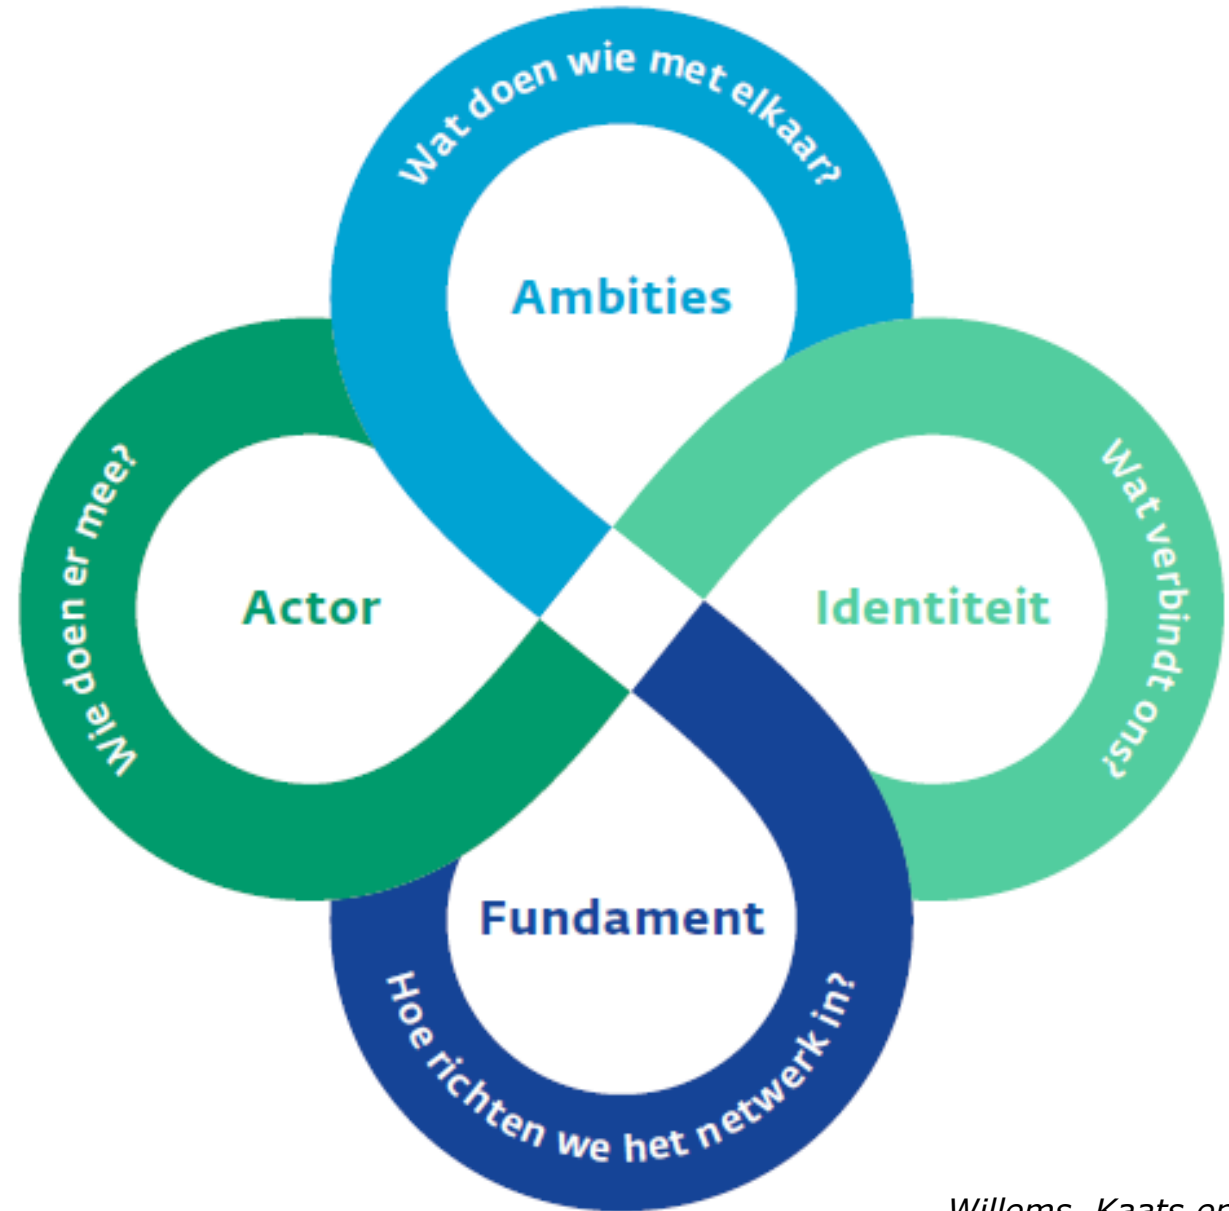 Wat doen wie met elkaar?
Ambities
Wie doen er mee?
Actor
Identiteit
Wat verbindt ons?
Fundament
Hoe richten we het netwerk in?
Willems, Kaats en